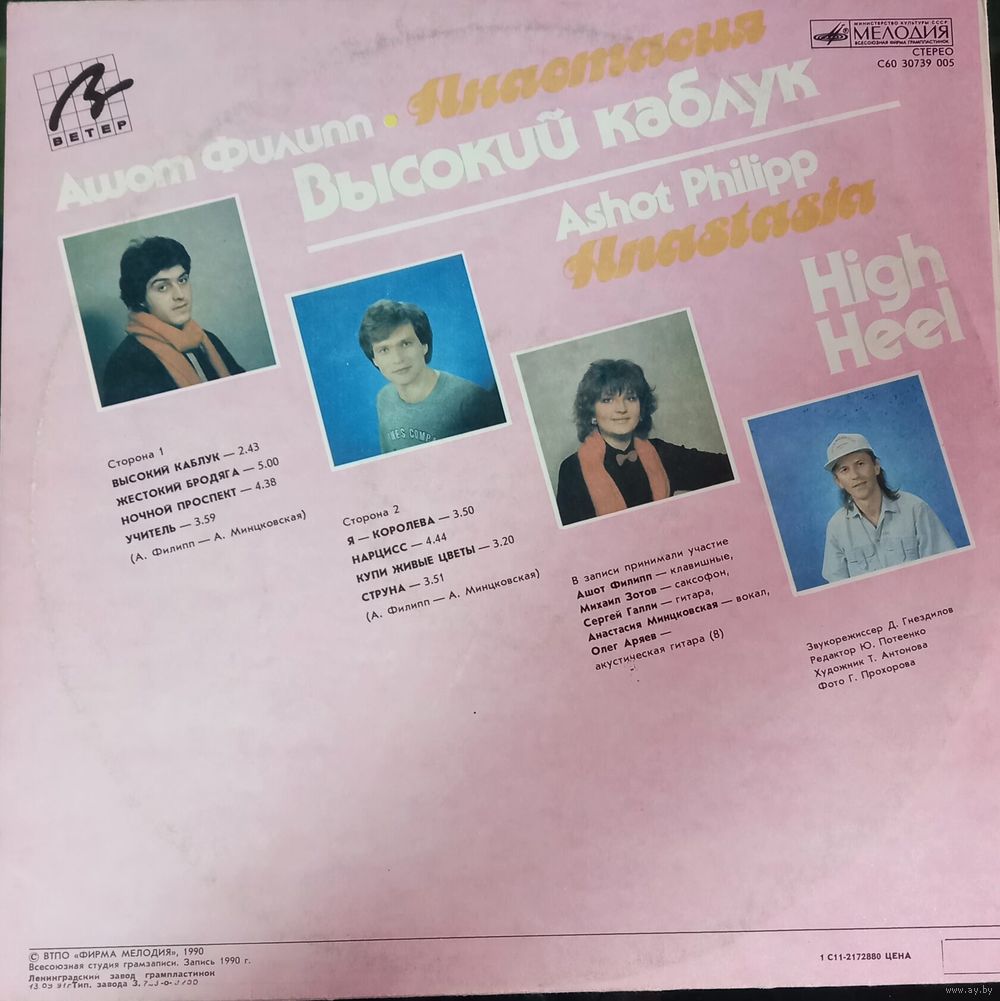 ВЕТЕР
МИНИСТЕРСТВО КУЛЬТУРЫ СССР
МЕЛОДИЯ
ВСЕСОЮЗНАЯ ФИРМА ГРАМПЛАСТИНОК
СТЕРЕО
С60 30739 005
Ашот Филипп • Анастасия
Высокий каблук
Ashot Philipp
Anastasia
High
Heel
Сторона 1
ВЫСОКИЙ КАБЛУК — 2.43
ЖЕСТОКИЙ БРОДЯГА — 5.00
НОЧНОЙ ПРОСПЕКТ — 4.38
УЧИТЕЛЬ — 3.59
(А. Филипп — А. Минцковская)
Сторона 2
Я — КОРОЛЕВА — 3.50
НАРЦИСС — 4.44
КУПИ ЖИВЫЕ ЦВЕТЫ — 3.20
СТРУНА — 3.51
(А. Филипп — А. Минцковская)
В записи принимали участие
Ашот Филипп — клавишные,
Михаил Зотов — саксофон,
Сергей Галли — гитара,
Анастасия Минцковская — вокал,
Олег Аряев —
акустическая гитара (8)
Звукорежиссер Д. Гнездилов
Редактор Ю. Потеенко
Художник Т. Антонова
Фото Г. Прохорова
© ВТПО «ФИРМА МЕЛОДИЯ», 1990
Всесоюзная студия грамзаписи. Запись 1990 г.
Ленинградский завод грампластинок
Тип. завода З.
1 С11-2172880 ЦЕНА
www.ay.by